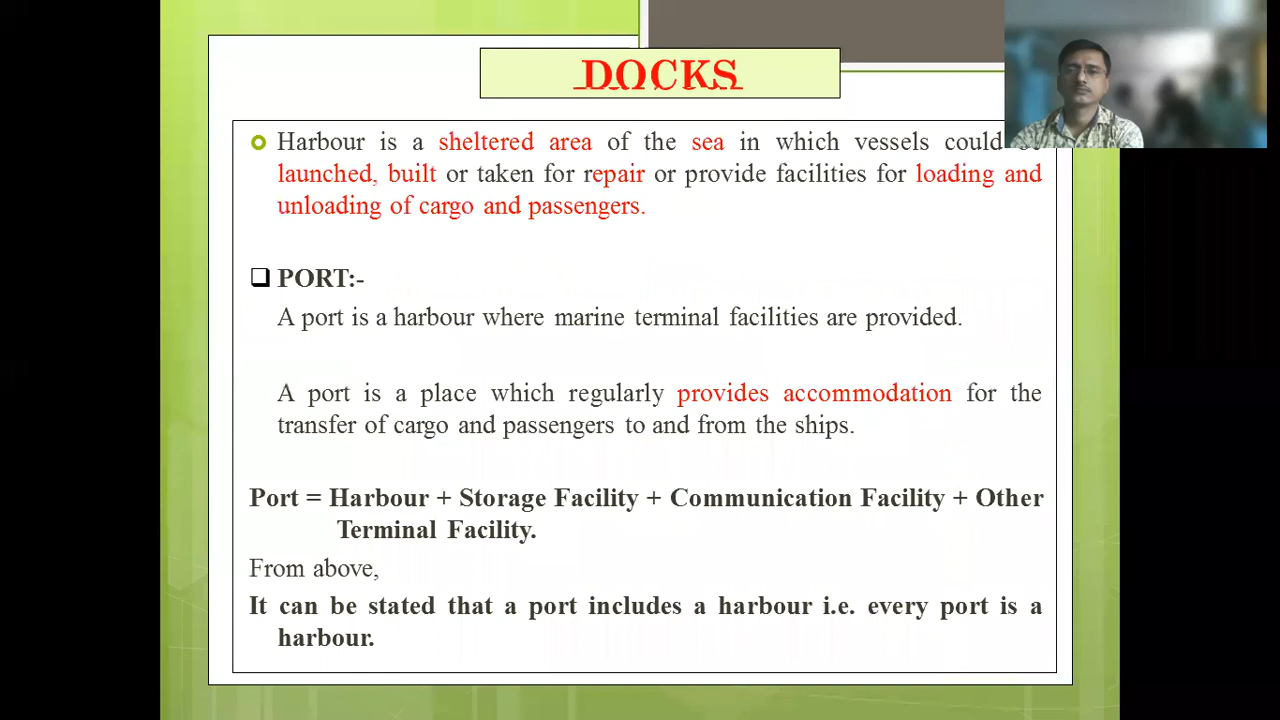 DOCKS
Harbour is a sheltered area of the sea in which vessels could
launched, built or taken for repair or provide facilities for loading and
unloading of cargo and passengers.
PORT:-
A port is a harbour where marine terminal facilities are provided.
A port is a place which regularly provides accommodation for the
transfer of cargo and passengers to and from the ships.
Port = Harbour + Storage Facility + Communication Facility + Other
Terminal Facility.
From above,
It can be stated that a port includes a harbour i.e. every port is a
harbour.